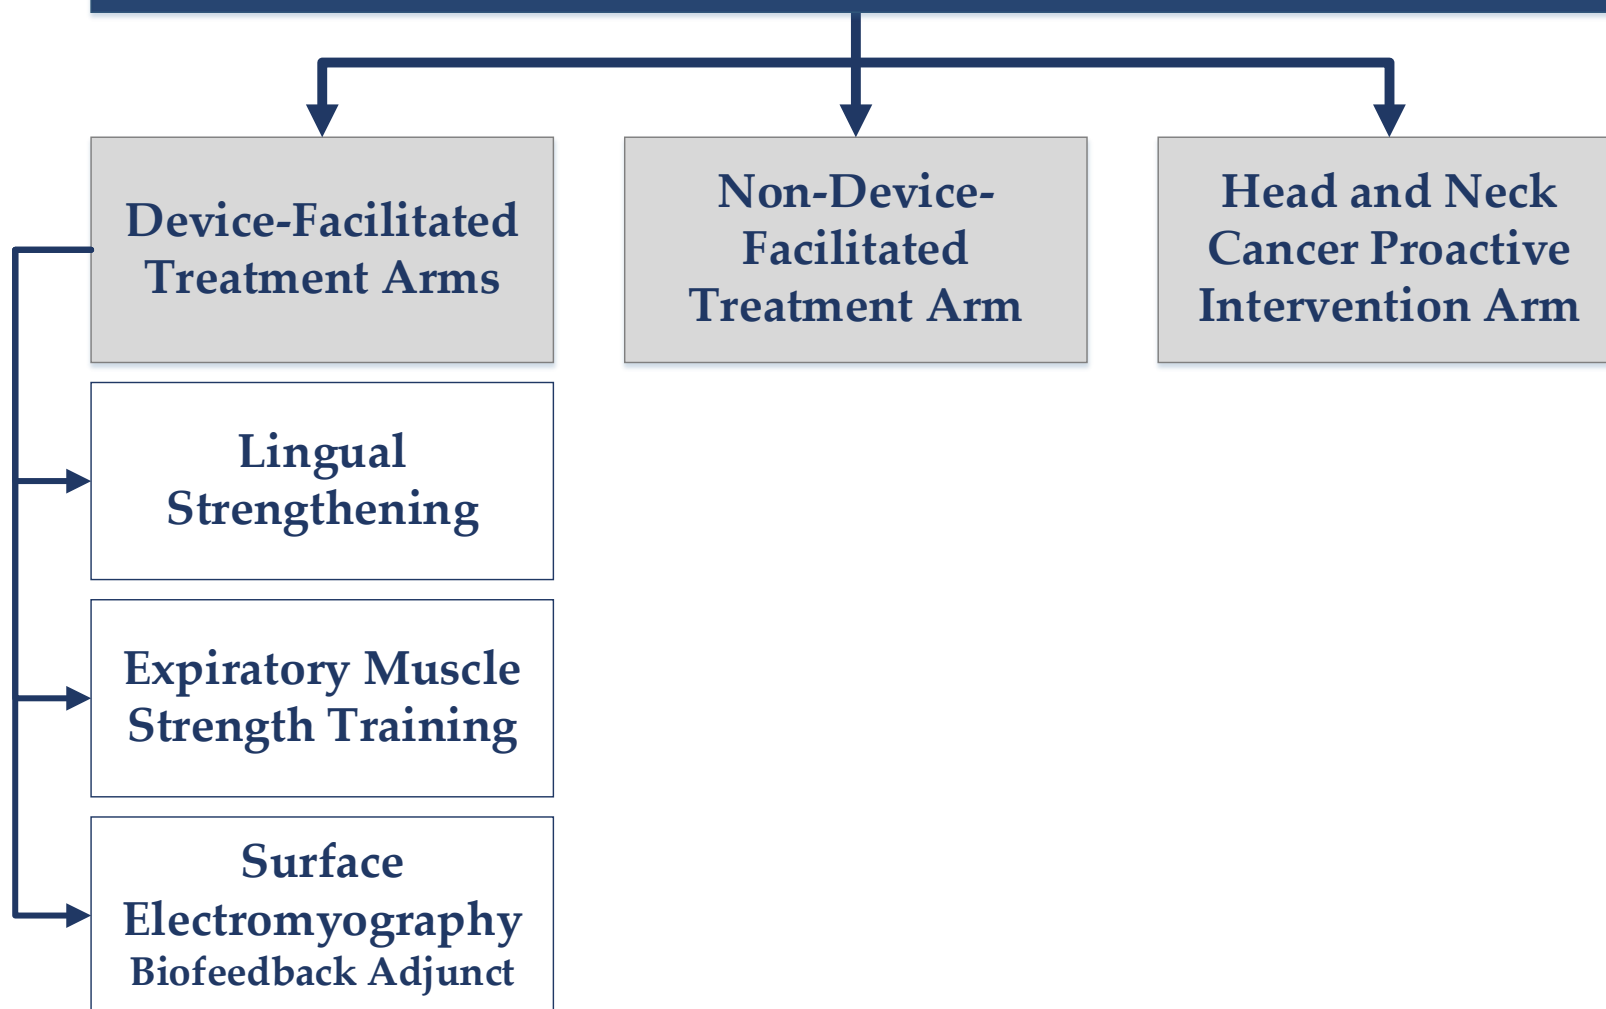 Device-Facilitated
Treatment Arms
Non-Device-
Facilitated
Treatment Arm
Head and Neck
Cancer Proactive
Intervention Arm
Lingual
Strengthening
Expiratory Muscle
Strength Training
Surface
Electromyography
Biofeedback Adjunct